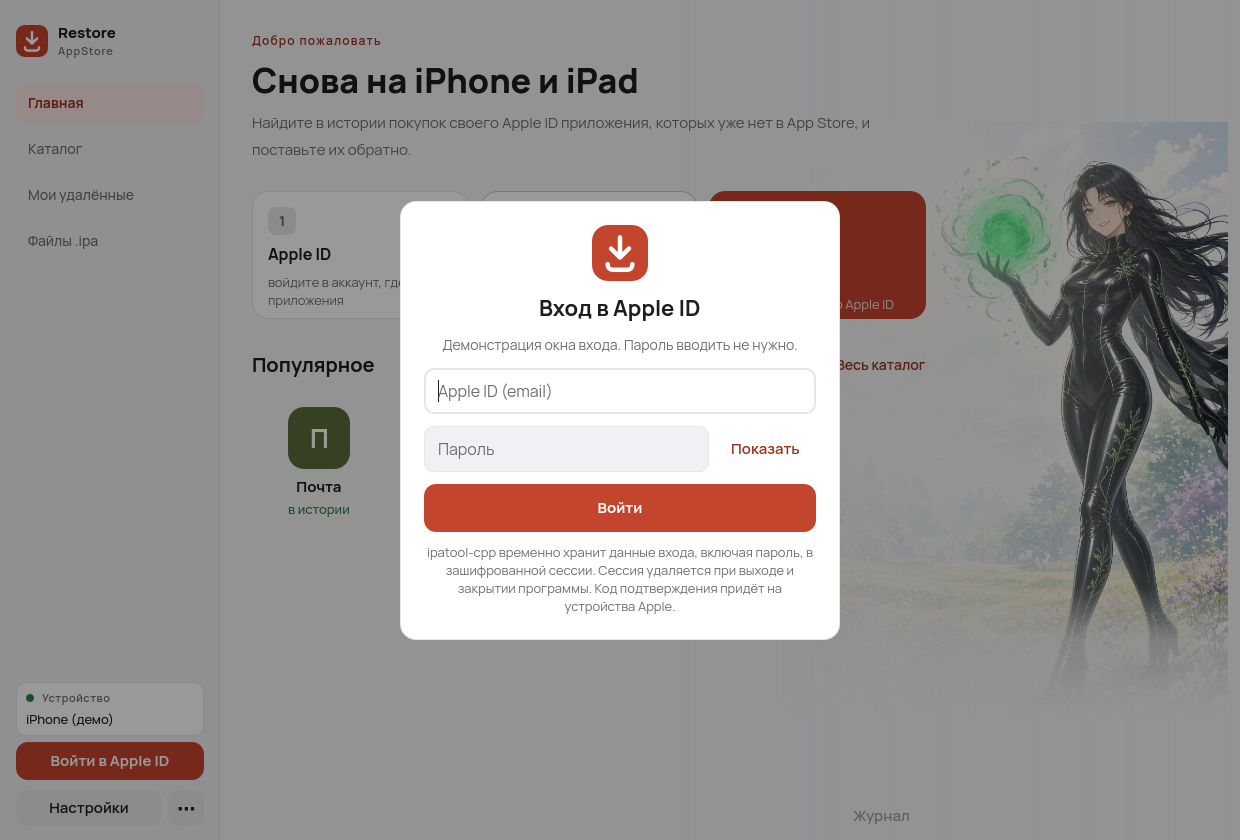 Restore
AppStore
Главная
Каталог
Мои удалённые
Файлы .ipa
Устройство
iPhone (демо)
Войти в Apple ID
Настройки
Добро пожаловать
Снова на iPhone и iPad
Найдите в истории покупок своего Apple ID приложения, которых уже нет в App Store, и
поставьте их обратно.
1
Apple ID
войдите в аккаунт, где
приложения
Apple ID
Популярное
Весь каталог
П
Почта
в истории
Вход в Apple ID
Демонстрация окна входа. Пароль вводить не нужно.
Apple ID (email)
Пароль
Показать
Войти
ipatool-cpp временно хранит данные входа, включая пароль, в
зашифрованной сессии. Сессия удаляется при выходе и
закрытии программы. Код подтверждения придёт на
устройства Apple.
Журнал